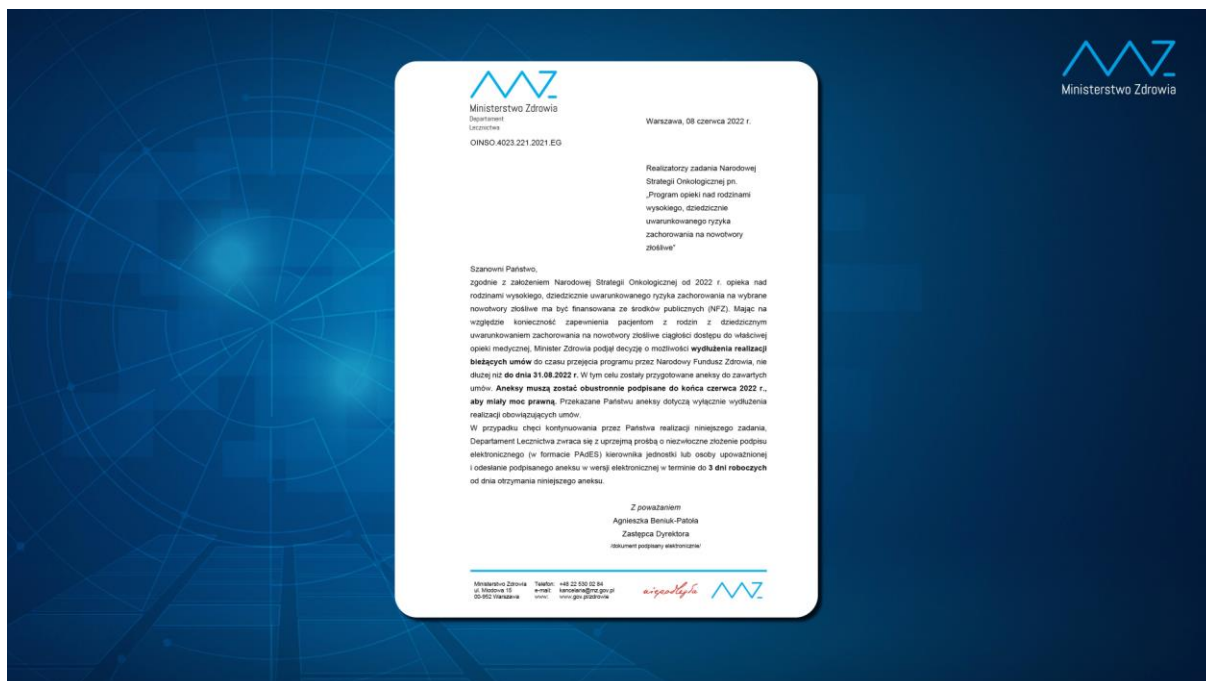 Ministerstwo Zdrowia
Ministerstwo Zdrowia
Departament
Lecznictwa
Warszawa, 08 czerwca 2022 r.
OINSO.4023.221.2021.EG
Realizatorzy zadania Narodowej
Strategii Onkologicznej pn.
„Program opieki nad rodzinami
wysokiego, dziedzicznie
uwarunkowanego ryzyka
zachorowania na nowotwory
złośliwe”
Szanowni Państwo,
zgodnie z założeniem Narodowej Strategii Onkologicznej od 2022 r. opieka nad
rodzinami wysokiego, dziedzicznie uwarunkowanego ryzyka zachorowania na wybrane
nowotwory złośliwe ma być finansowana ze środków publicznych (NFZ). Mając na
względzie konieczność zapewnienia pacjentom z rodzin z dziedzicznym
uwarunkowaniem zachorowania na nowotwory złośliwe ciągłości dostępu do właściwej
opieki medycznej, Minister Zdrowia podjął decyzję o możliwości wydłużenia realizacji
bieżących umów do czasu przejęcia programu przez Narodowy Fundusz Zdrowia, nie
dłużej niż do dnia 31.08.2022 r. W tym celu zostały przygotowane aneksy do zawartych
umów. Aneksy muszą zostać obustronnie podpisane do końca czerwca 2022 r.,
aby miały moc prawną. Przekazane Państwu aneksy dotyczą wyłącznie wydłużenia
realizacji obowiązujących umów.
W przypadku chęci kontynuowania przez Państwa realizacji niniejszego zadania,
Departament Lecznictwa zwraca się z uprzejmą prośbą o niezwłoczne złożenie podpisu
elektronicznego (w formacie PAdES) kierownika jednostki lub osoby upoważnionej
i odesłanie podpisanego aneksu w wersji elektronicznej w terminie do 3 dni roboczych
od dnia otrzymania niniejszego aneksu.
Z poważaniem
Agnieszka Beniuk-Patoła
Zastępca Dyrektora
/dokument podpisany elektronicznie/
Ministerstwo Zdrowia Telefon: +48 22 530 02 84
ul. Miodowa 15 e-mail: kancelaria@mz.gov.pl
00-952 Warszawa www: www.gov.pl/zdrowie
niepodległa